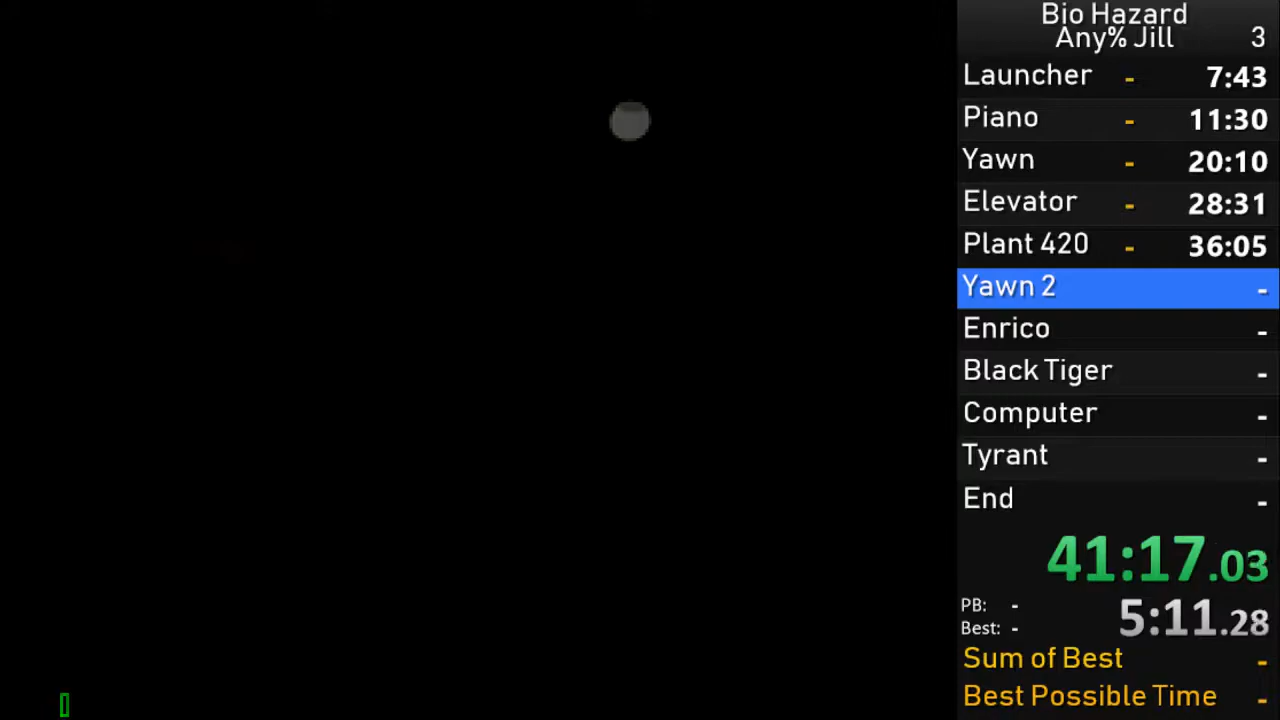 Bio Hazard
Any% Jill 3
Launcher - 7:43
Piano - 11:30
Yawn - 20:10
Elevator - 28:31
Plant 420 - 36:05
Yawn 2 -
Enrico -
Black Tiger -
Computer -
Tyrant -
End -
41:17.03
PB: -
Best: -
5:11.28
Sum of Best -
Best Possible Time -